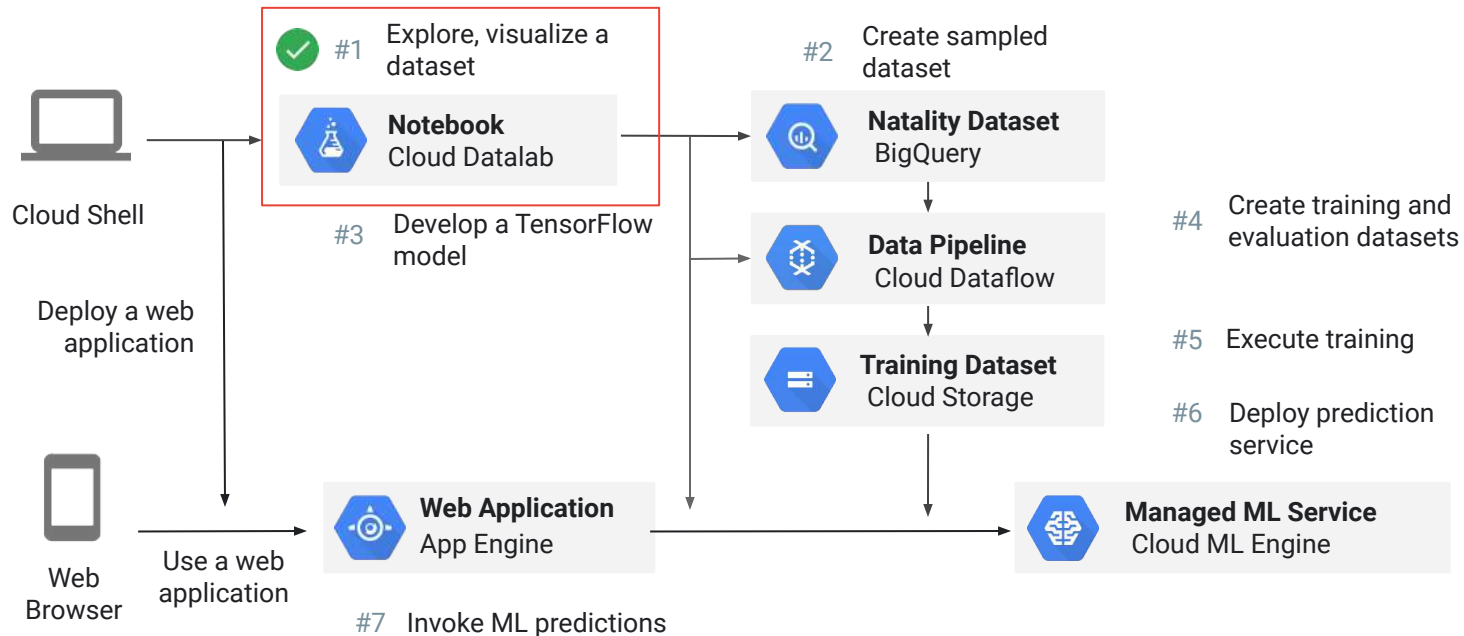 #1 Explore, visualize a
dataset
#2 Create sampled
dataset
Notebook
Cloud Datalab
Natality Dataset
BigQuery
Cloud Shell
#3 Develop a TensorFlow
model
Data Pipeline
Cloud Dataflow
#4 Create training and
evaluation datasets
Deploy a web
application
Training Dataset
Cloud Storage
#5 Execute training
#6 Deploy prediction
service
Web Application
App Engine
Managed ML Service
Cloud ML Engine
Use a web
application
Web
Browser
#7 Invoke ML predictions